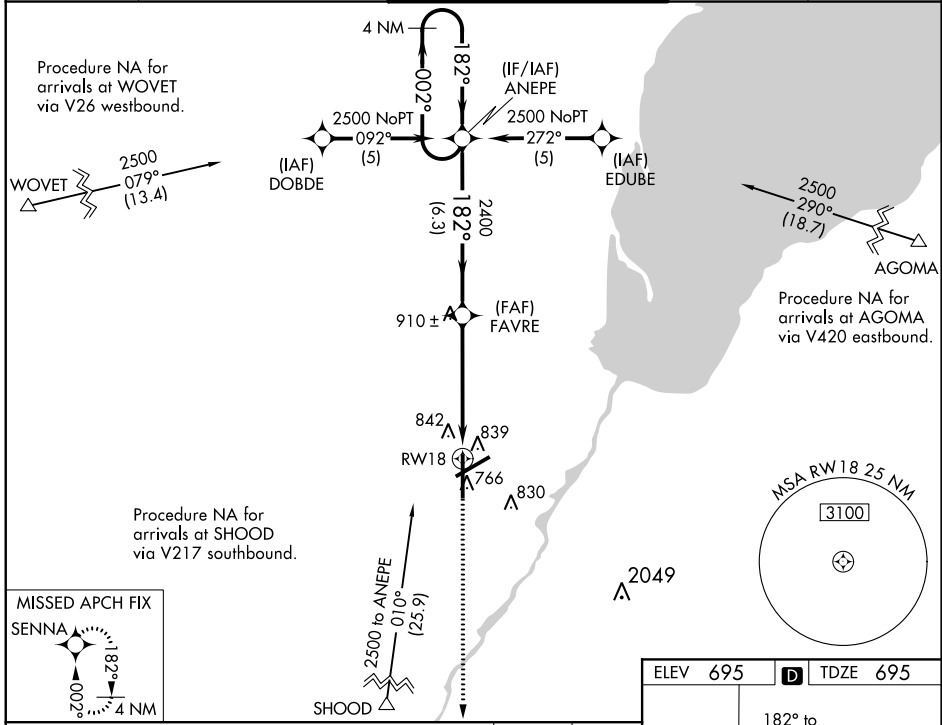 4 NM
182°
002°
Procedure NA for
arrivals at WOVET
via V26 westbound.
(IF/IAF)
ANEPE
2500 NoPT
092°
(5)
2500 NoPT
272°
(5)
(IAF)
DOBDE
(IAF)
EDUBE
WOVET
2500
079°
(13.4)
2400
182°
(6.3)
2500
290°
(18.7)
AGOMA
Procedure NA for
arrivals at AGOMA
via V420 eastbound.
910 ±
(FAF)
FAVRE
842
839
RW18
766
830
MSA RW18 25 NM
3100
Procedure NA for
arrivals at SHOOD
via V217 southbound.
2049
2500 to ANEPE
010°
(25.9)
SHOOD
MISSED APCH FIX
SENNA
182°
002°
4 NM
ELEV 695 D TDZE 695
182° to